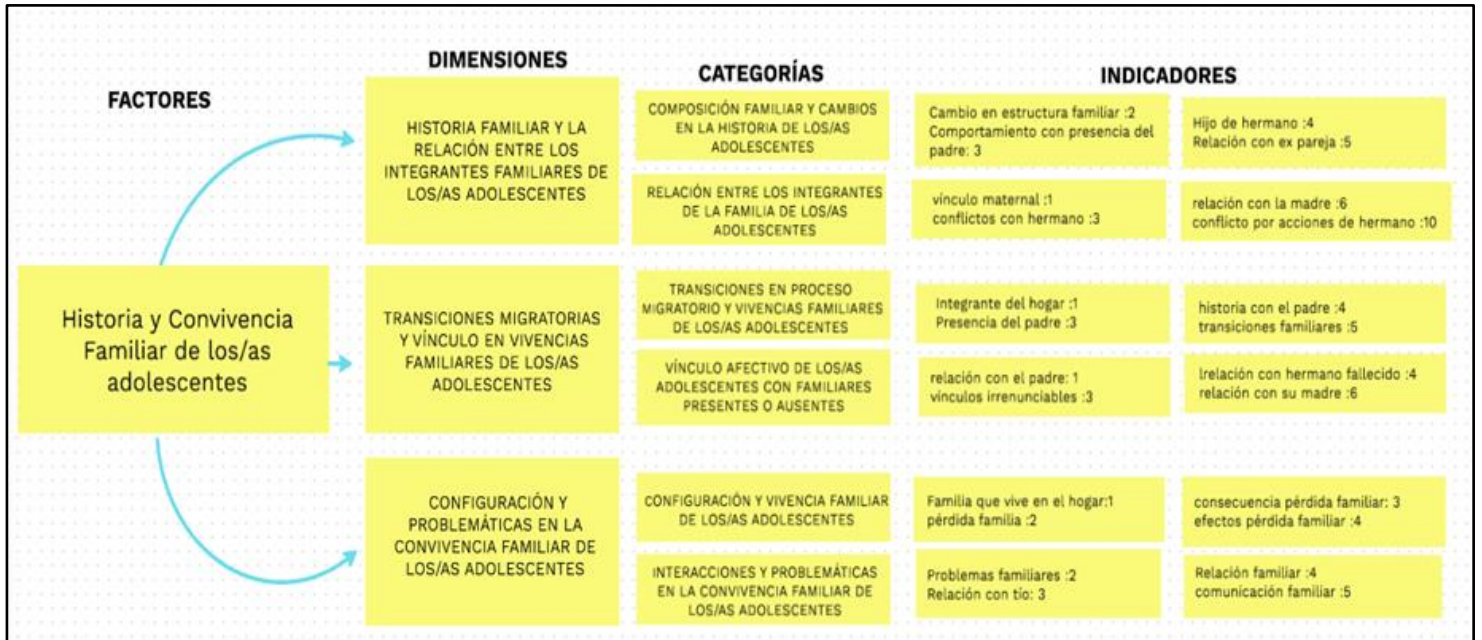 FACTORES
DIMENSIONES
CATEGORÍAS
INDICADORES
Historia y Convivencia
Familiar de los/as
adolescentes
HISTORIA FAMILIAR Y LA
RELACIÓN ENTRE LOS
INTEGRANTES FAMILIARES DE
LOS/AS ADOLESCENTES
COMPOSICIÓN FAMILIAR Y CAMBIOS
EN LA HISTORIA DE LOS/AS
ADOLESCENTES
Cambio en estructura familiar :2
Comportamiento con presencia del
padre: 3
Hijo de hermano :4
Relación con ex pareja :5
RELACIÓN ENTRE LOS INTEGRANTES
DE LA FAMILIA DE LOS/AS
ADOLESCENTES
vínculo maternal :1
conflictos con hermano :3
relación con la madre :6
conflicto por acciones de hermano :10
TRANSICIONES MIGRATORIAS
Y VÍNCULO EN VIVENCIAS
FAMILIARES DE LOS/AS
ADOLESCENTES
TRANSICIONES EN PROCESO
MIGRATORIO Y VIVENCIAS FAMILIARES
DE LOS/AS ADOLESCENTES
Integrante del hogar :1
Presencia del padre :3
historia con el padre :4
transiciones familiares :5
VÍNCULO AFECTIVO DE LOS/AS
ADOLESCENTES CON FAMILIARES
PRESENTES O AUSENTES
relación con el padre: 1
vínculos irrenunciables :3
lrelación con hermano fallecido :4
relación con su madre :6
CONFIGURACIÓN Y
PROBLEMÁTICAS EN LA
CONVIVENCIA FAMILIAR DE
LOS/AS ADOLESCENTES
CONFIGURACIÓN Y VIVENCIA FAMILIAR
DE LOS/AS ADOLESCENTES
Familia que vive en el hogar:1
pérdida familia :2
consecuencia pérdida familiar: 3
efectos pérdida familiar :4
INTERACCIONES Y PROBLEMÁTICAS
EN LA CONVIVENCIA FAMILIAR DE
LOS/AS ADOLESCENTES
Problemas familiares :2
Relación con tío: 3
Relación familiar :4
comunicación familiar :5